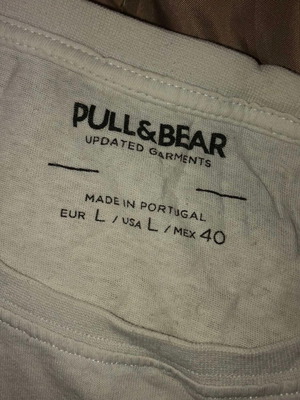 PULL&BEAR
UPDATED GARMENTS
MADE IN PORTUGAL
EUR L / USA L / MEX 40